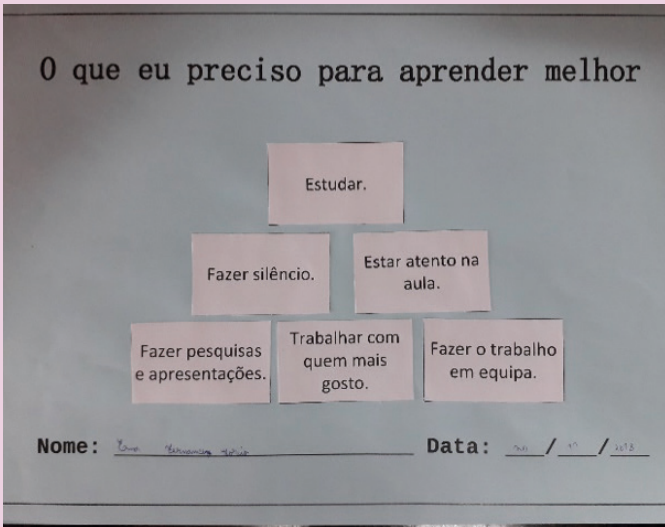 O que eu preciso para aprender melhor
Estudar.
Fazer silêncio.
Estar atento na
aula.
Fazer pesquisas
e apresentações.
Trabalhar com
quem mais
gosto.
Fazer o trabalho
em equipa.
Nome:
Data: / /